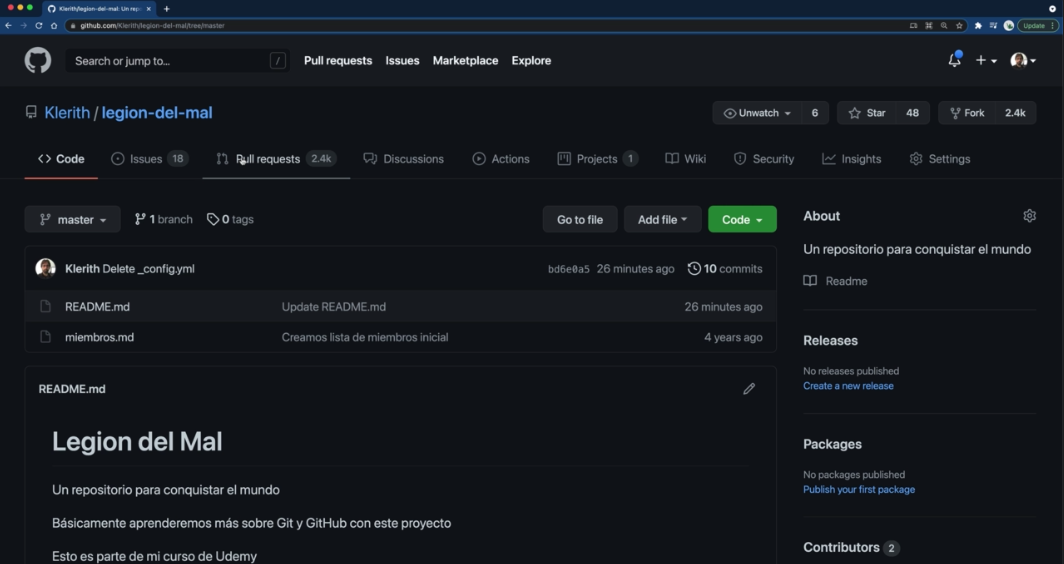 Klerith/legion-del-mal: Un rep
github.com/Klerith/legion-del-mal/tree/master
Update
Search or jump to...
/
Pull requests
Issues
Marketplace
Explore
Klerith / legion-del-mal
Unwatch 6
Star 48
Fork 2.4k
Code
Issues 18
Pull requests 2.4k
Discussions
Actions
Projects 1
Wiki
Security
Insights
Settings
master
1 branch
0 tags
Go to file
Add file
Code
Klerith Delete _config.yml
bd6e0a5 26 minutes ago
10 commits
README.md
Update README.md
26 minutes ago
miembros.md
Creamos lista de miembros inicial
4 years ago
README.md
Legion del Mal
Un repositorio para conquistar el mundo
Básicamente aprenderemos más sobre Git y GitHub con este proyecto
Esto es parte de mi curso de Udemy
About
Un repositorio para conquistar el mundo
Readme
Releases
No releases published
Create a new release
Packages
No packages published
Publish your first package
Contributors 2